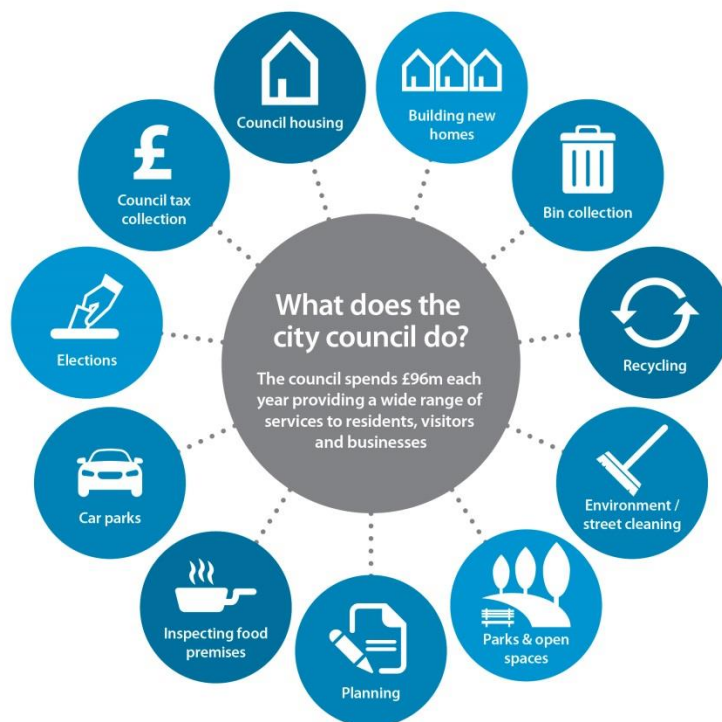 What does the
city council do?
The council spends £96m each
year providing a wide range of
services to residents, visitors
and businesses
Council housing
Building new
homes
Bin collection
Recycling
Environment /
street cleaning
Parks & open
spaces
Planning
Inspecting food
premises
Car parks
Elections
£
Council tax
collection